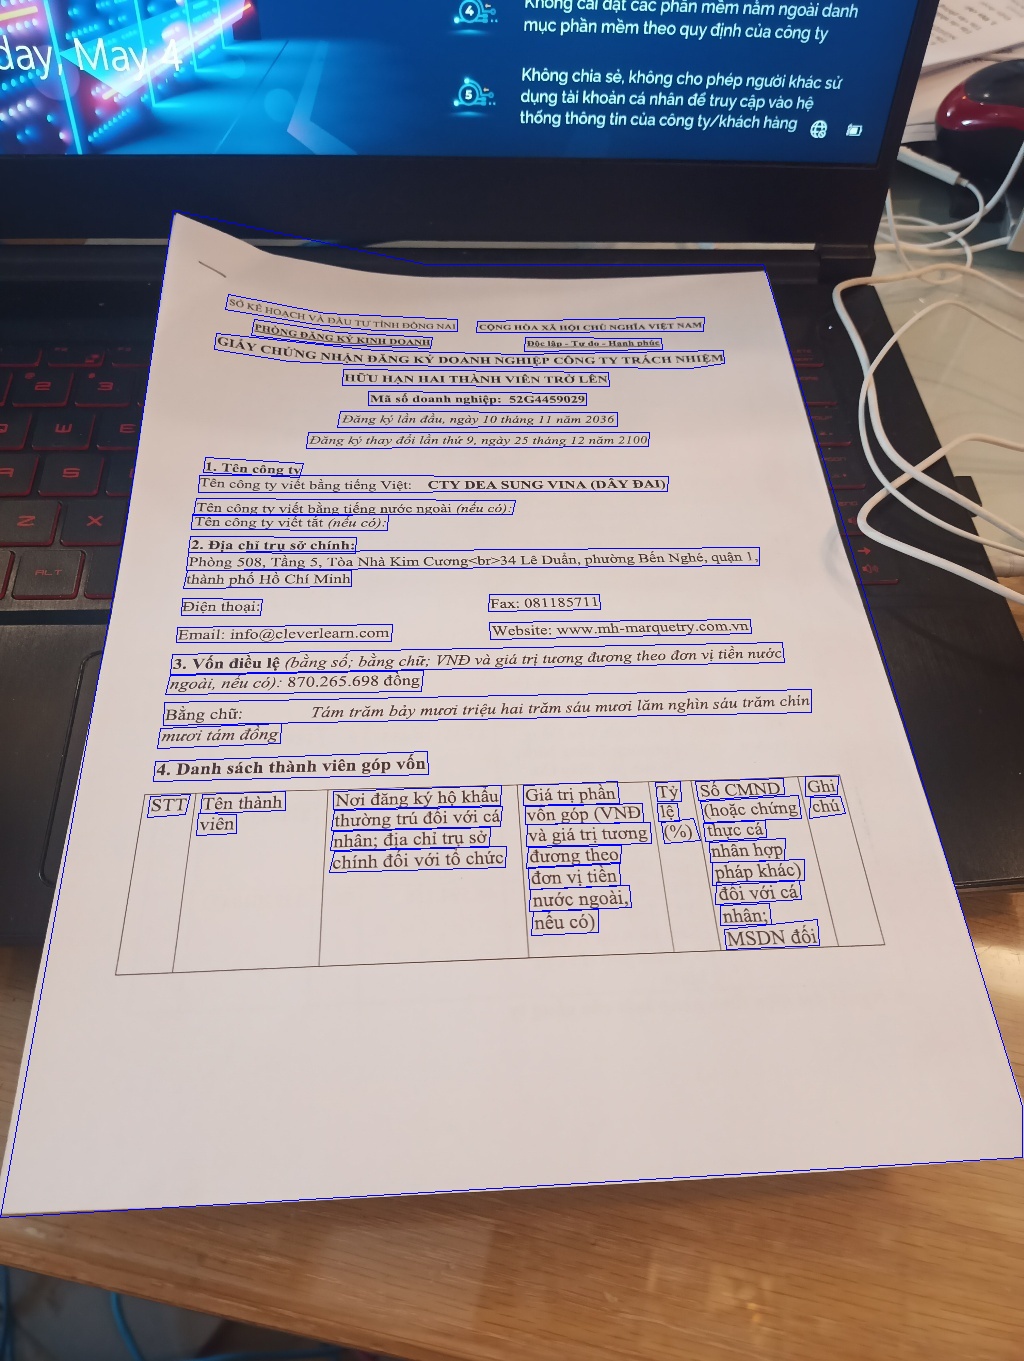 day, May 4
4
Không cài đặt các phần mềm nằm ngoài danh
mục phần mềm theo quy định của công ty
5
Không chia sẻ, không cho phép người khác sử
dụng tài khoản cá nhân để truy cập vào hệ
thống thông tin của công ty/khách hàng
SỞ KẾ HOẠCH VÀ ĐẦU TƯ TỈNH ĐỒNG NAI
CỘNG HÒA XÃ HỘI CHỦ NGHĨA VIỆT NAM
PHÒNG ĐĂNG KÝ KINH DOANH
Độc lập - Tự do - Hạnh phúc
GIẤY CHỨNG NHẬN ĐĂNG KÝ DOANH NGHIỆP CÔNG TY TRÁCH NHIỆM
HỮU HẠN HAI THÀNH VIÊN TRỞ LÊN
Mã số doanh nghiệp: 52G4459029
Đăng ký lần đầu, ngày 10 tháng 11 năm 2036
Đăng ký thay đổi lần thứ 9, ngày 25 tháng 12 năm 2100
1. Tên công ty
Tên công ty viết bằng tiếng Việt: CTY DEA SUNG VINA (DÂY ĐAI)
Tên công ty viết bằng tiếng nước ngoài (nếu có):
Tên công ty viết tắt (nếu có):
2. Địa chỉ trụ sở chính:
Phòng 508, Tầng 5, Tòa Nhà Kim Cương<br>34 Lê Duẩn, phường Bến Nghé, quận 1,
thành phố Hồ Chí Minh
Điện thoại:
Fax: 081185711
Email: info@cleverlearn.com
Website: www.mh-marquetry.com.vn
3. Vốn điều lệ (bằng số; bằng chữ; VNĐ và giá trị tương đương theo đơn vị tiền nước
ngoài, nếu có): 870.265.698 đồng
Bằng chữ: Tám trăm bảy mươi triệu hai trăm sáu mươi lăm nghìn sáu trăm chín
mươi tám đồng
4. Danh sách thành viên góp vốn
STT
Tên thành
viên
Nơi đăng ký hộ khẩu
thường trú đối với cá
nhân; địa chỉ trụ sở
chính đối với tổ chức
Giá trị phần
vốn góp (VNĐ
và giá trị tương
đương theo
đơn vị tiền
nước ngoài,
nếu có)
Tỷ
lệ
(%)
Số CMND
(hoặc chứng
thực cá
nhân hợp
pháp khác)
đối với cá
nhân;
MSDN đối
Ghi
chú